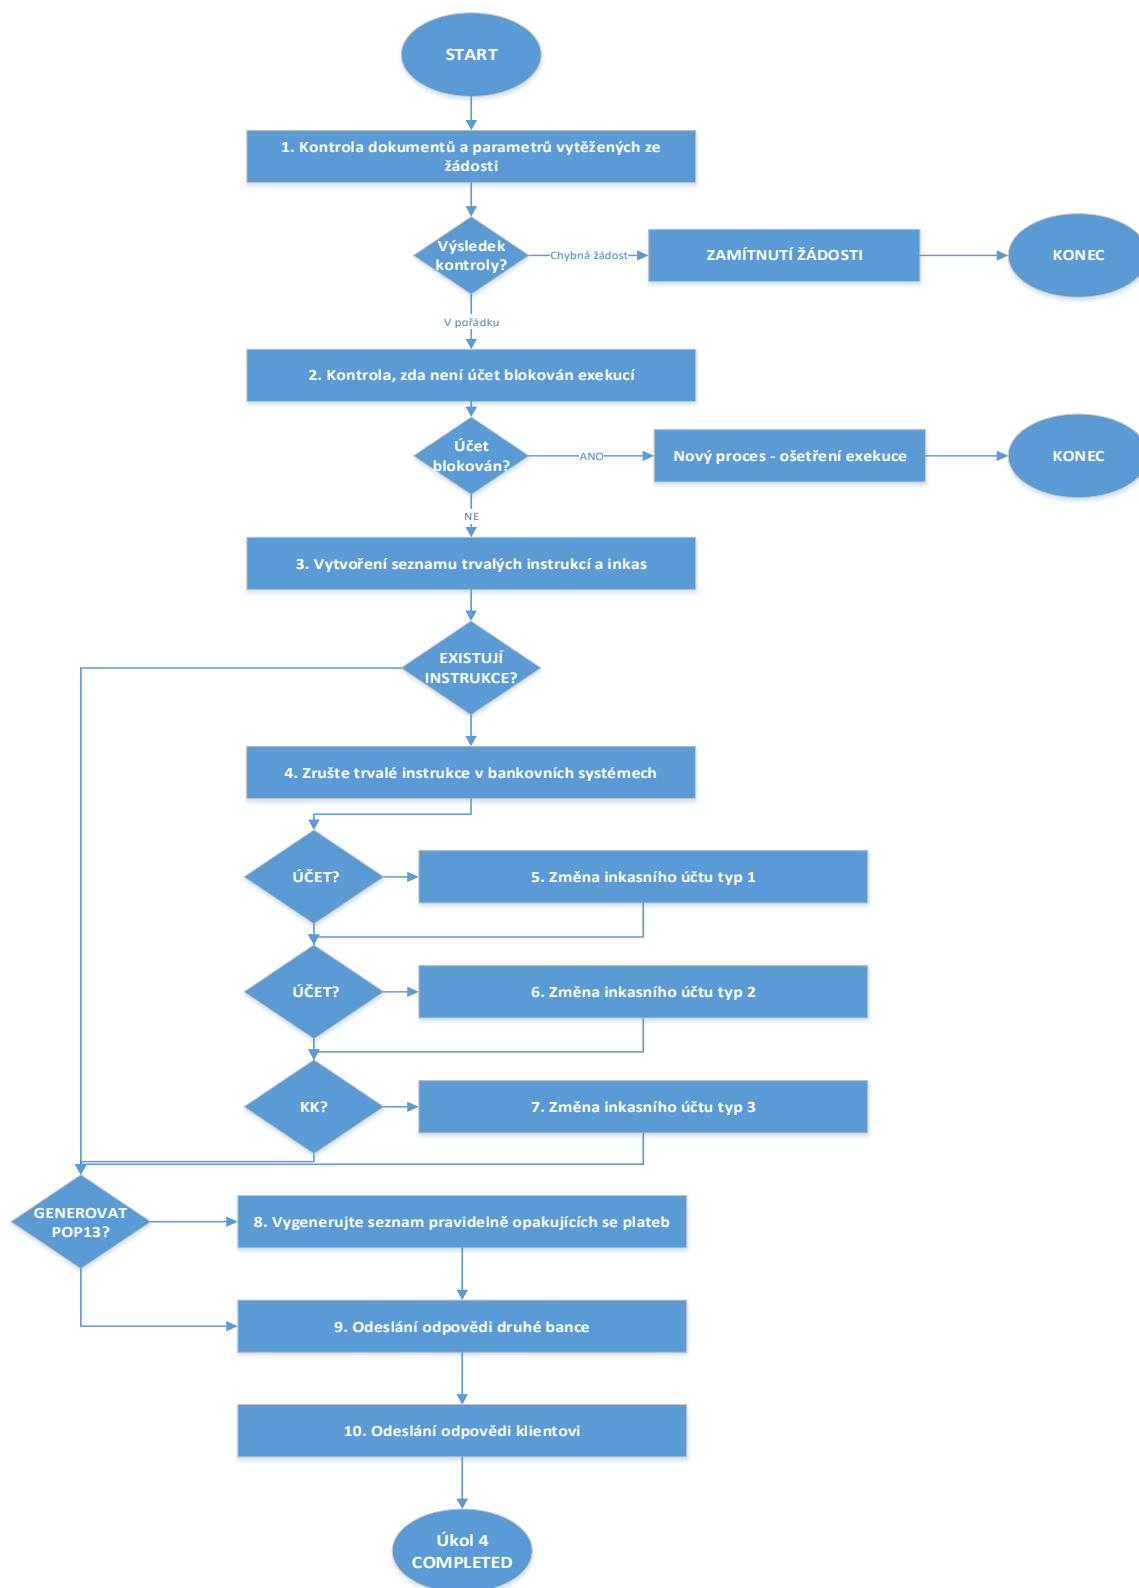 START
1. Kontrola dokumentů a parametrů vytěžených ze
žádosti
Výsledek
kontroly?
Chybná žádost
ZAMÍTNUTÍ ŽÁDOSTI
KONEC
V pořádku
2. Kontrola, zda není účet blokován exekucí
Účet
blokován?
ANO
Nový proces - ošetření exekuce
KONEC
NE
3. Vytvoření seznamu trvalých instrukcí a inkas
EXISTUJÍ
INSTRUKCE?
4. Zrušte trvalé instrukce v bankovních systémech
ÚČET?
5. Změna inkasního účtu typ 1
ÚČET?
6. Změna inkasního účtu typ 2
KK?
7. Změna inkasního účtu typ 3
GENEROVAT
POP13?
8. Vygenerujte seznam pravidelně opakujících se plateb
9. Odeslání odpovědi druhé bance
10. Odeslání odpovědi klientovi
Úkol 4
COMPLETED